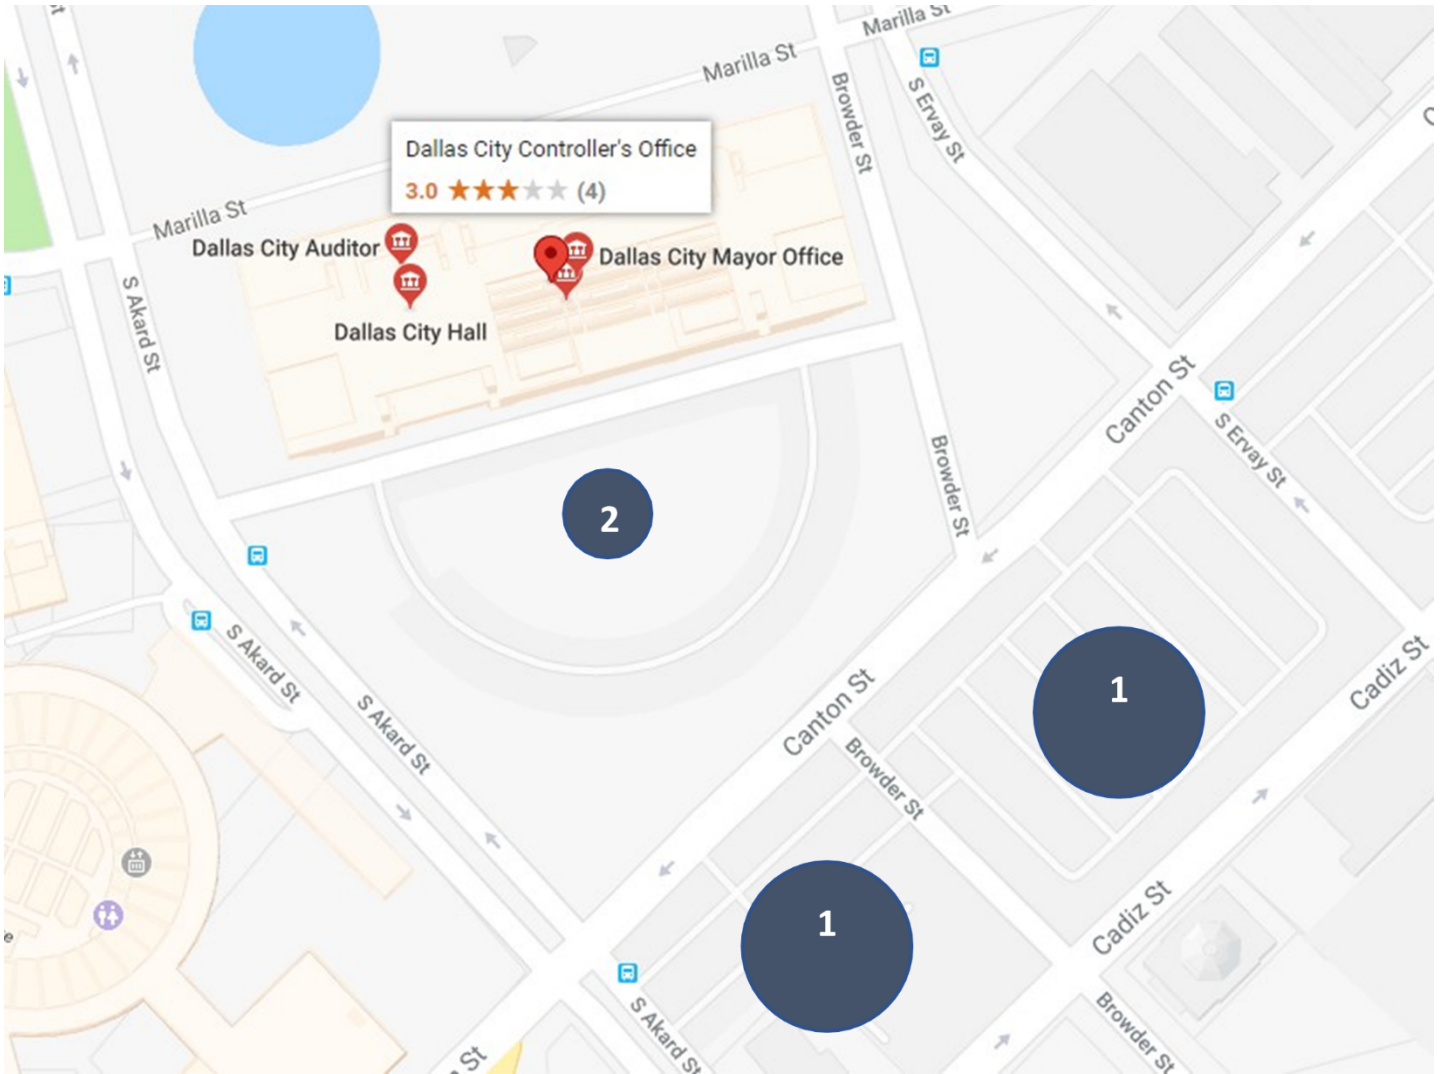 Marilla St
Marilla St
Browder St
S Ervay St
Dallas City Controller's Office
3.0 (4)
Marilla St
Dallas City Auditor
Dallas City Mayor Office
Dallas City Hall
S Akard St
Canton St
S Ervay St
Browder St
2
S Akard St
S Akard St
Canton St
Browder St
1
Cadiz St
1
Cadiz St
S Akard St
Browder St
St